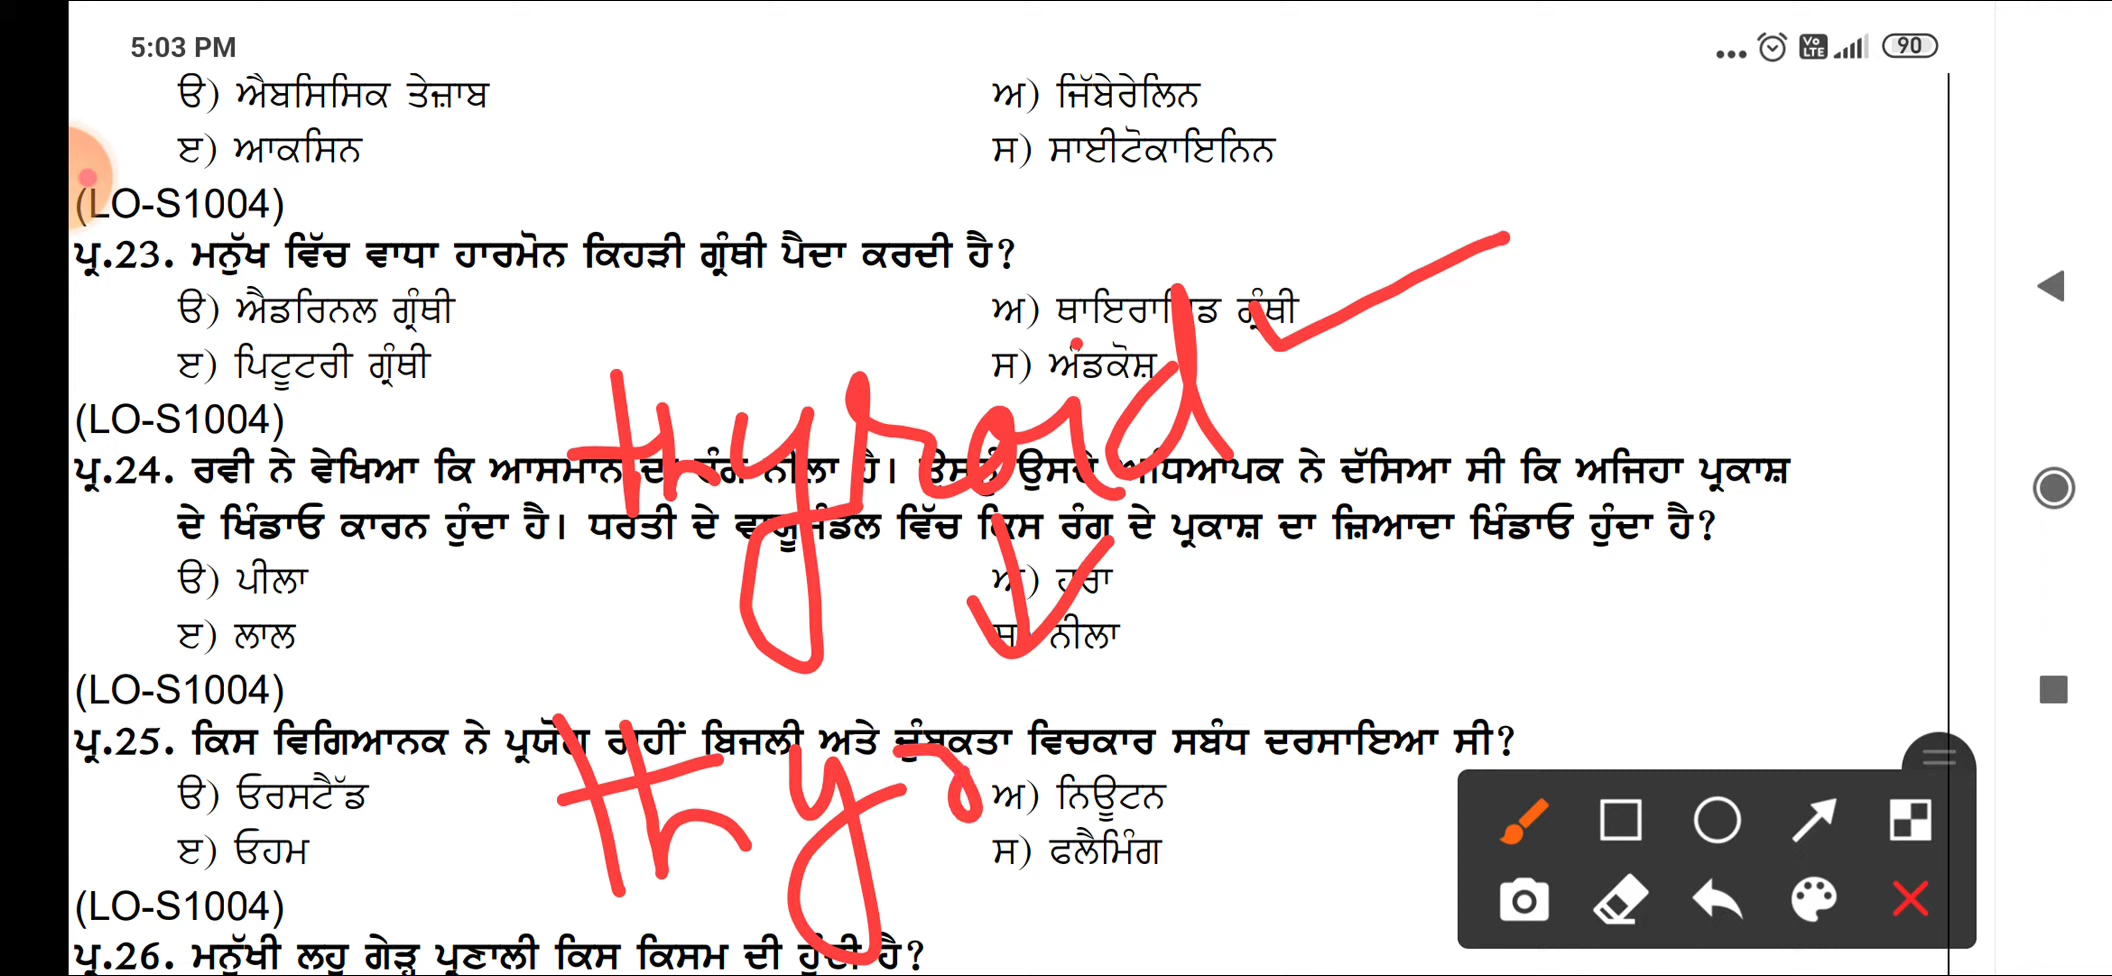 5:03 PM
Vo LTE 90
ੳ) ਐਬਸਿਸਿਕ ਤੇਜ਼ਾਬ ਅ) ਜਿੱਬੇਰੇਲਿਨ
ੲ) ਆਕਸਿਨ ਸ) ਸਾਈਟੋਕਾਇਨਿਨ
(LO-S1004)
ਪ੍ਰ.23. ਮਨੁੱਖ ਵਿੱਚ ਵਾਧਾ ਹਾਰਮੋਨ ਕਿਹੜੀ ਗ੍ਰੰਥੀ ਪੈਦਾ ਕਰਦੀ ਹੈ?
ੳ) ਐਡਰਿਨਲ ਗ੍ਰੰਥੀ ਅ) ਥਾਇਰਾਇਡ ਗ੍ਰੰਥੀ
ੲ) ਪਿਟੂਟਰੀ ਗ੍ਰੰਥੀ ਸ) ਅੰਡਕੋਸ਼
thyroid
(LO-S1004)
ਪ੍ਰ.24. ਰਵੀ ਨੇ ਵੇਖਿਆ ਕਿ ਆਸਮਾਨ ਦਾ ਰੰਗ ਨੀਲਾ ਹੈ। ਉਸਨੂੰ ਉਸਦੇ ਅਧਿਆਪਕ ਨੇ ਦੱਸਿਆ ਸੀ ਕਿ ਅਜਿਹਾ ਪ੍ਰਕਾਸ਼
ਦੇ ਖਿੰਡਾਓ ਕਾਰਨ ਹੁੰਦਾ ਹੈ। ਧਰਤੀ ਦੇ ਵਾਯੂਮੰਡਲ ਵਿੱਚ ਕਿਸ ਰੰਗ ਦੇ ਪ੍ਰਕਾਸ਼ ਦਾ ਜ਼ਿਆਦਾ ਖਿੰਡਾਓ ਹੁੰਦਾ ਹੈ?
ੳ) ਪੀਲਾ ਅ) ਹਰਾ
ੲ) ਲਾਲ ਸ) ਨੀਲਾ
(LO-S1004)
ਪ੍ਰ.25. ਕਿਸ ਵਿਗਿਆਨਕ ਨੇ ਪ੍ਰਯੋਗ ਰਾਹੀਂ ਬਿਜਲੀ ਅਤੇ ਚੁੰਬਕਤਾ ਵਿਚਕਾਰ ਸਬੰਧ ਦਰਸਾਇਆ ਸੀ?
thy
ੳ) ਓਰਸਟੈੱਡ ਅ) ਨਿਊਟਨ
ੲ) ਓਹਮ ਸ) ਫਲੈਮਿੰਗ
(LO-S1004)
ਪ੍ਰ.26. ਮਨੁੱਖੀ ਲਹੂ ਗੇੜ੍ਹ ਪ੍ਰਣਾਲੀ ਕਿਸ ਕਿਸਮ ਦੀ ਹੁੰਦੀ ਹੈ?